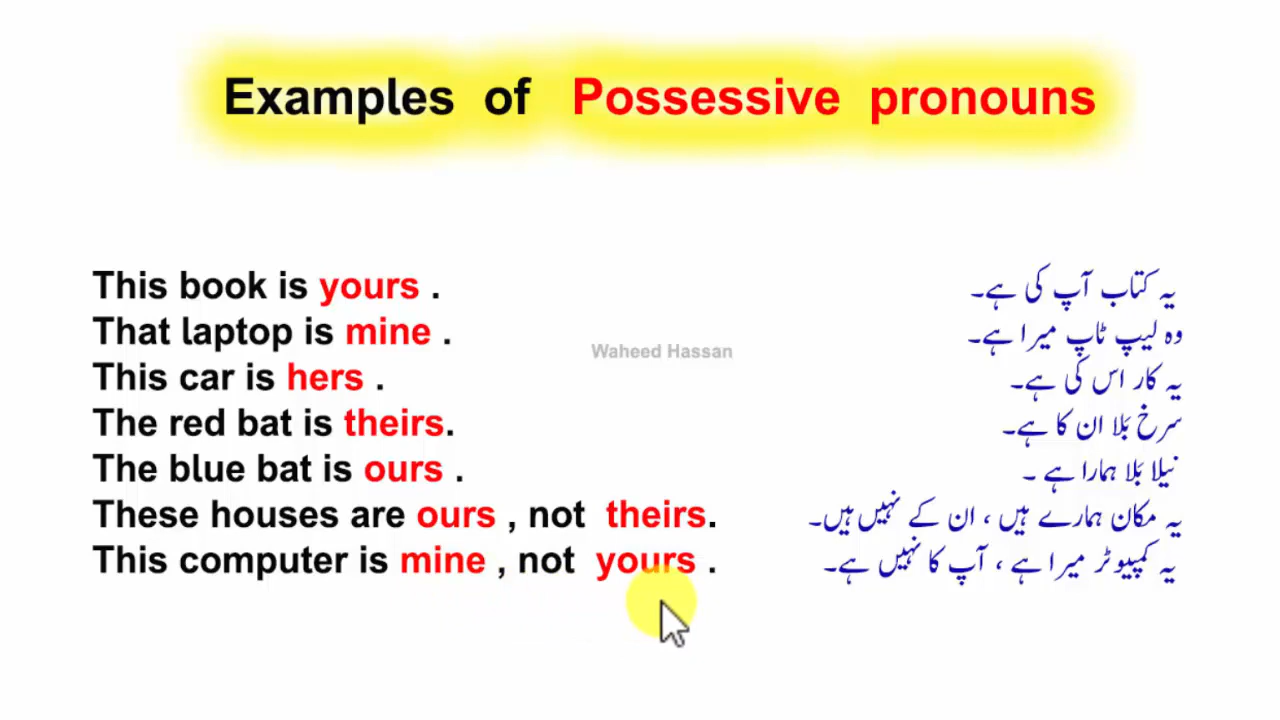 Examples of Possessive pronouns
This book is yours .
یہ کتاب آپ کی ہے۔
That laptop is mine .
وہ لیپ ٹاپ میرا ہے۔
Waheed Hassan
This car is hers .
یہ کار اس کی ہے۔
The red bat is theirs.
سرخ بَلا ان کا ہے۔
The blue bat is ours .
نیلا بَلا ہمارا ہے ۔
These houses are ours , not theirs.
یہ مکان ہمارے ہیں ، ان کے نہیں ہیں۔
This computer is mine , not yours .
یہ کمپیوٹر میرا ہے ، آپ کا نہیں ہے۔